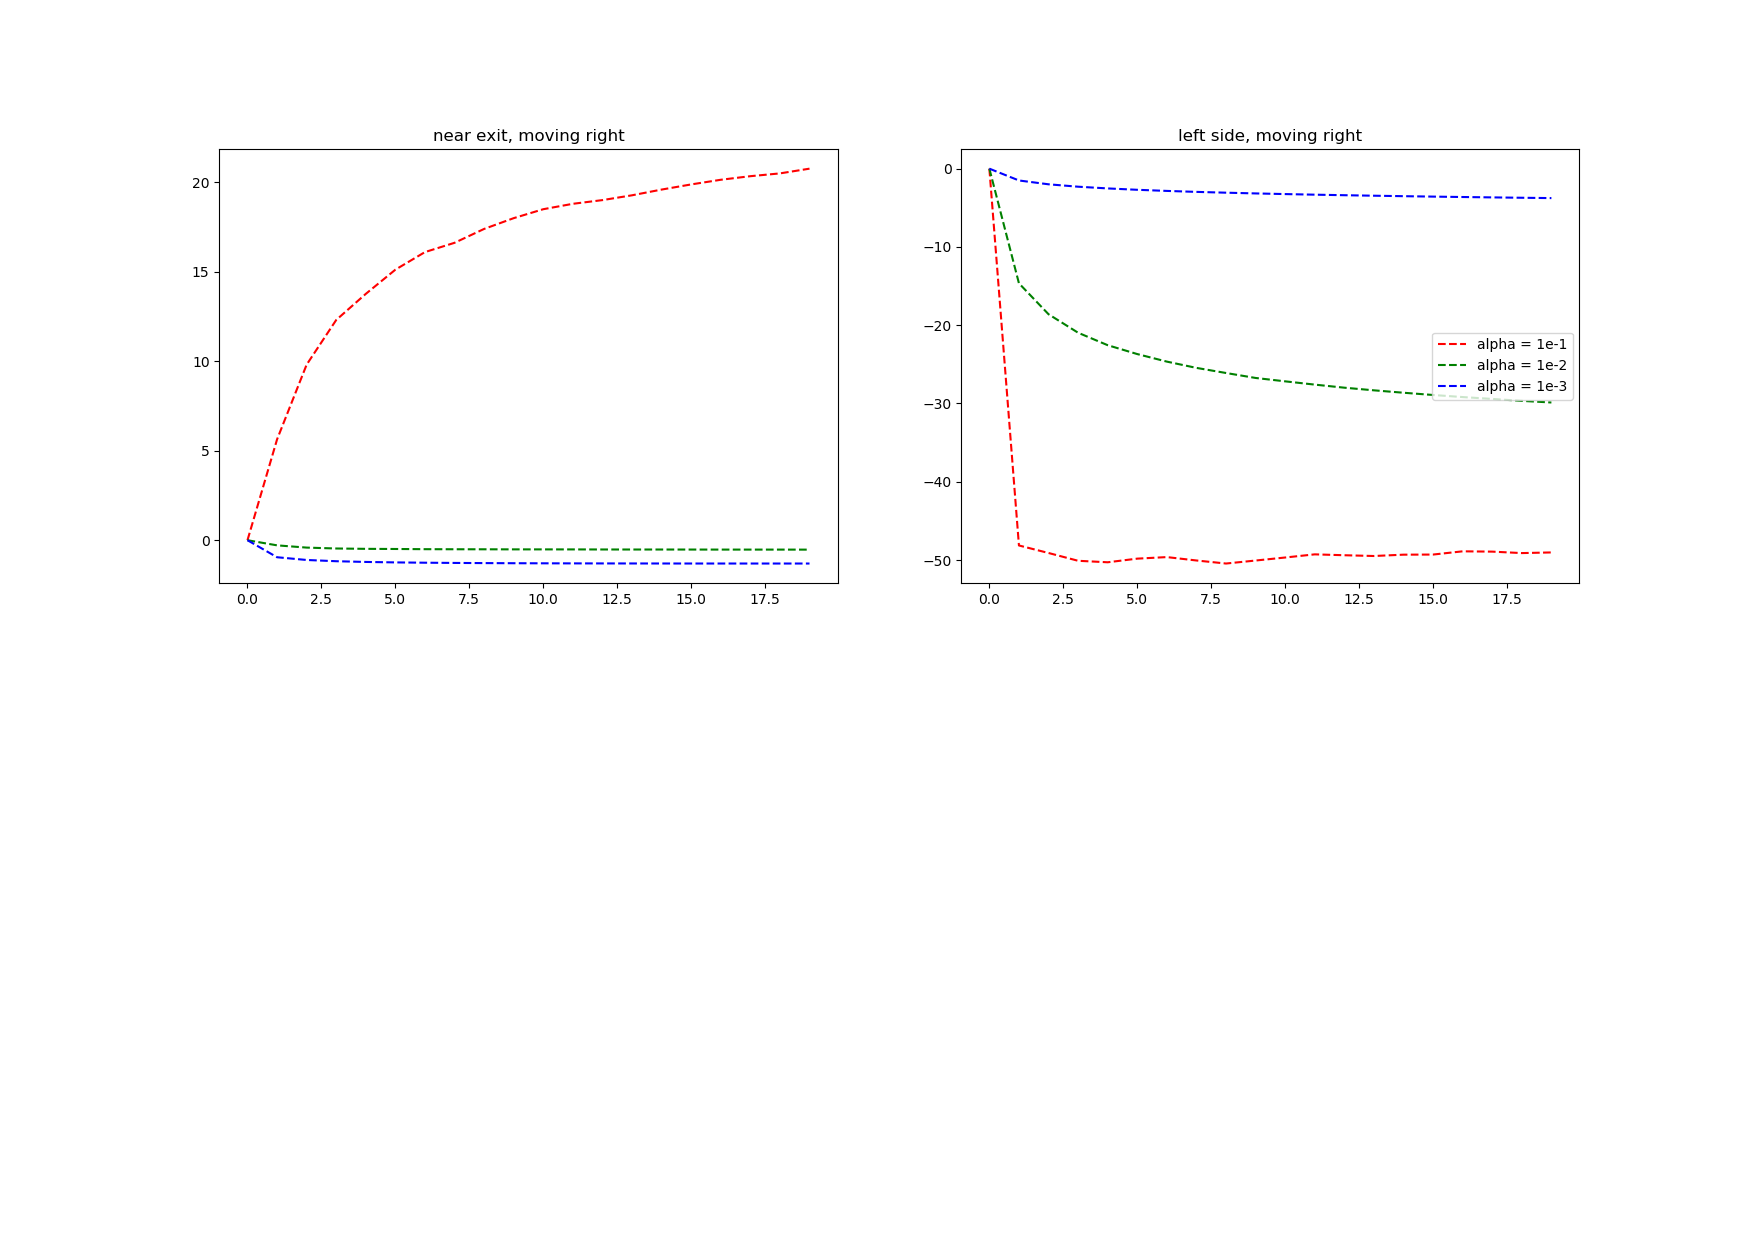 near exit, moving right
20
15
10
5
0
0.0 2.5 5.0 7.5 10.0 12.5 15.0 17.5
left side, moving right
0
−10
−20
−30
−40
−50
0.0 2.5 5.0 7.5 10.0 12.5 15.0 17.5
alpha = 1e-1
alpha = 1e-2
alpha = 1e-3